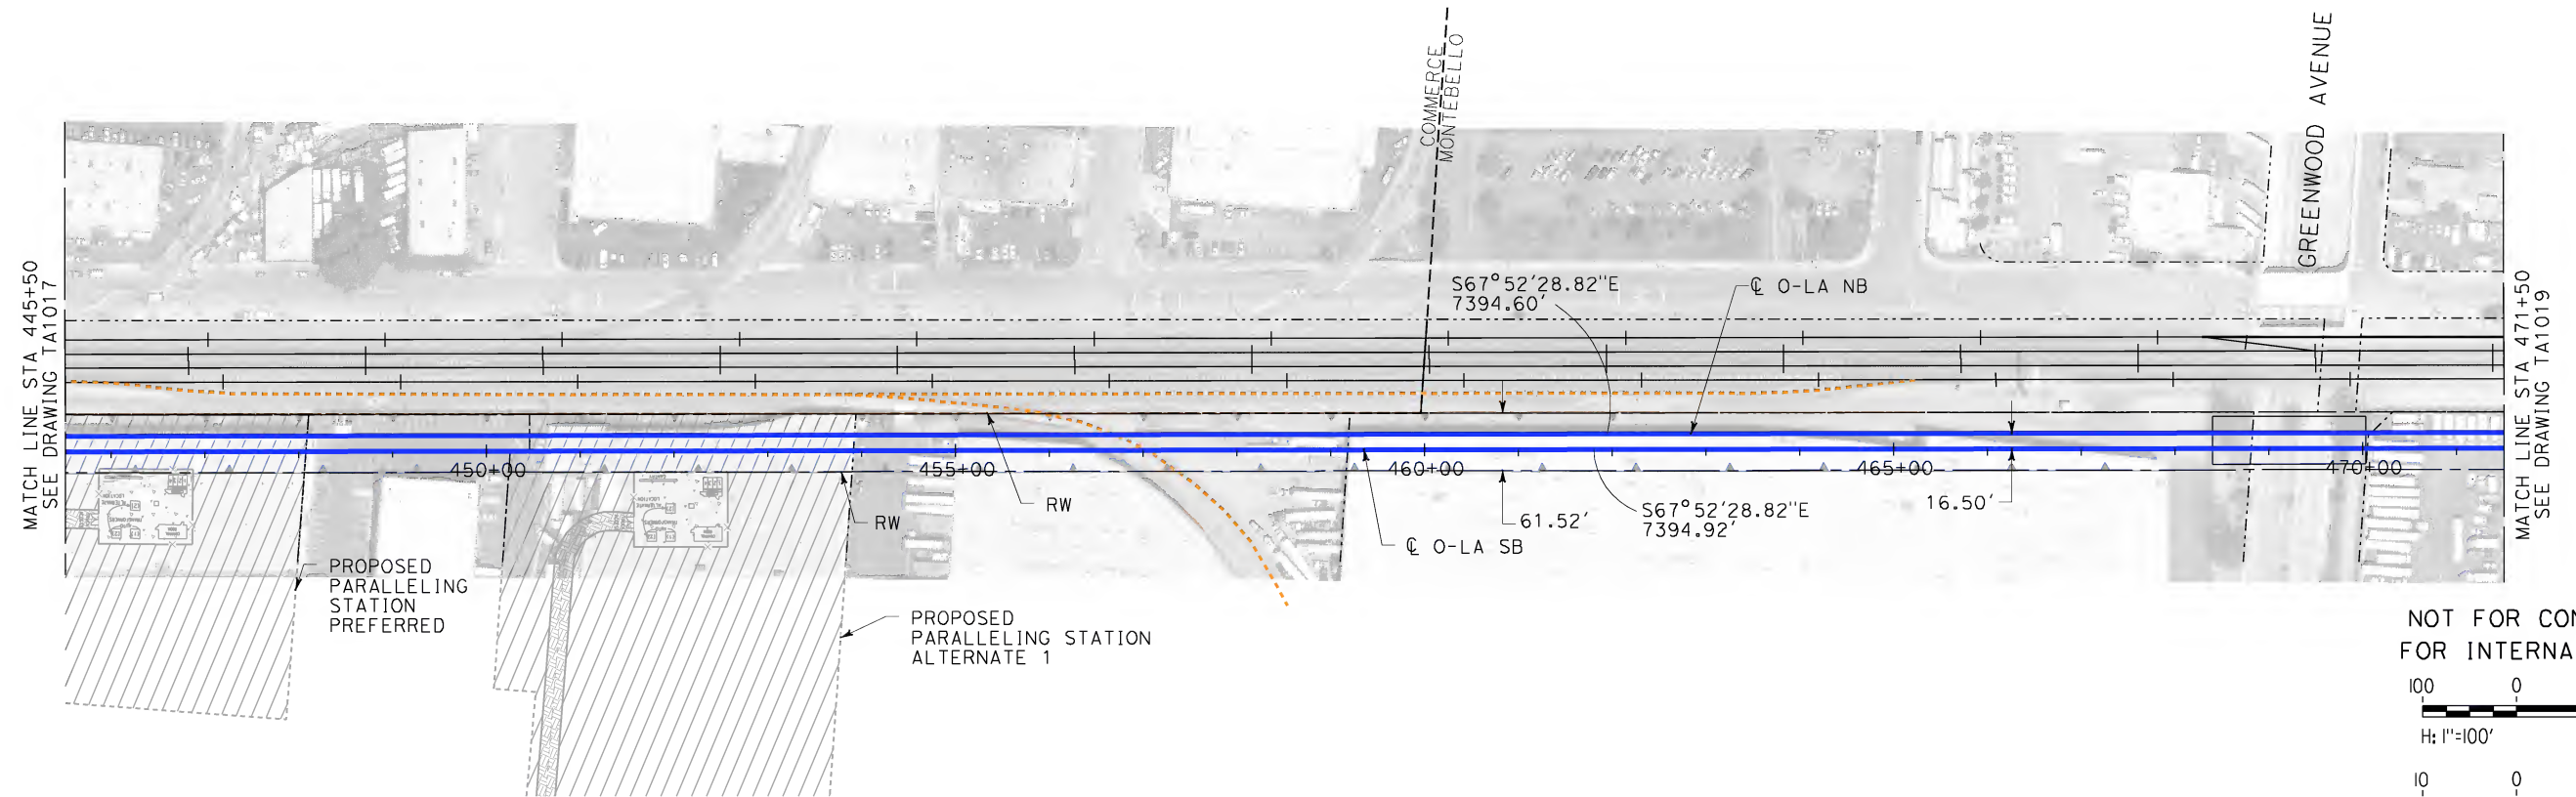 COMMERCE
MONTEBELLO
GREENWOOD AVENUE
MATCH LINE STA 445+50
SEE DRAWING TA1017
S67°52'28.82"E
7394.60'
℄ O-LA NB
MATCH LINE STA 471+50
SEE DRAWING TA1019
450+00
455+00
460+00
465+00
470+00
RW
RW
61.52'
S67°52'28.82"E
7394.92'
16.50'
℄ O-LA SB
PROPOSED
PARALLELING
STATION
PREFERRED
PROPOSED
PARALLELING STATION
ALTERNATE 1
NOT FOR CON
FOR INTERNA
100 0
H: 1"=100'
10 0